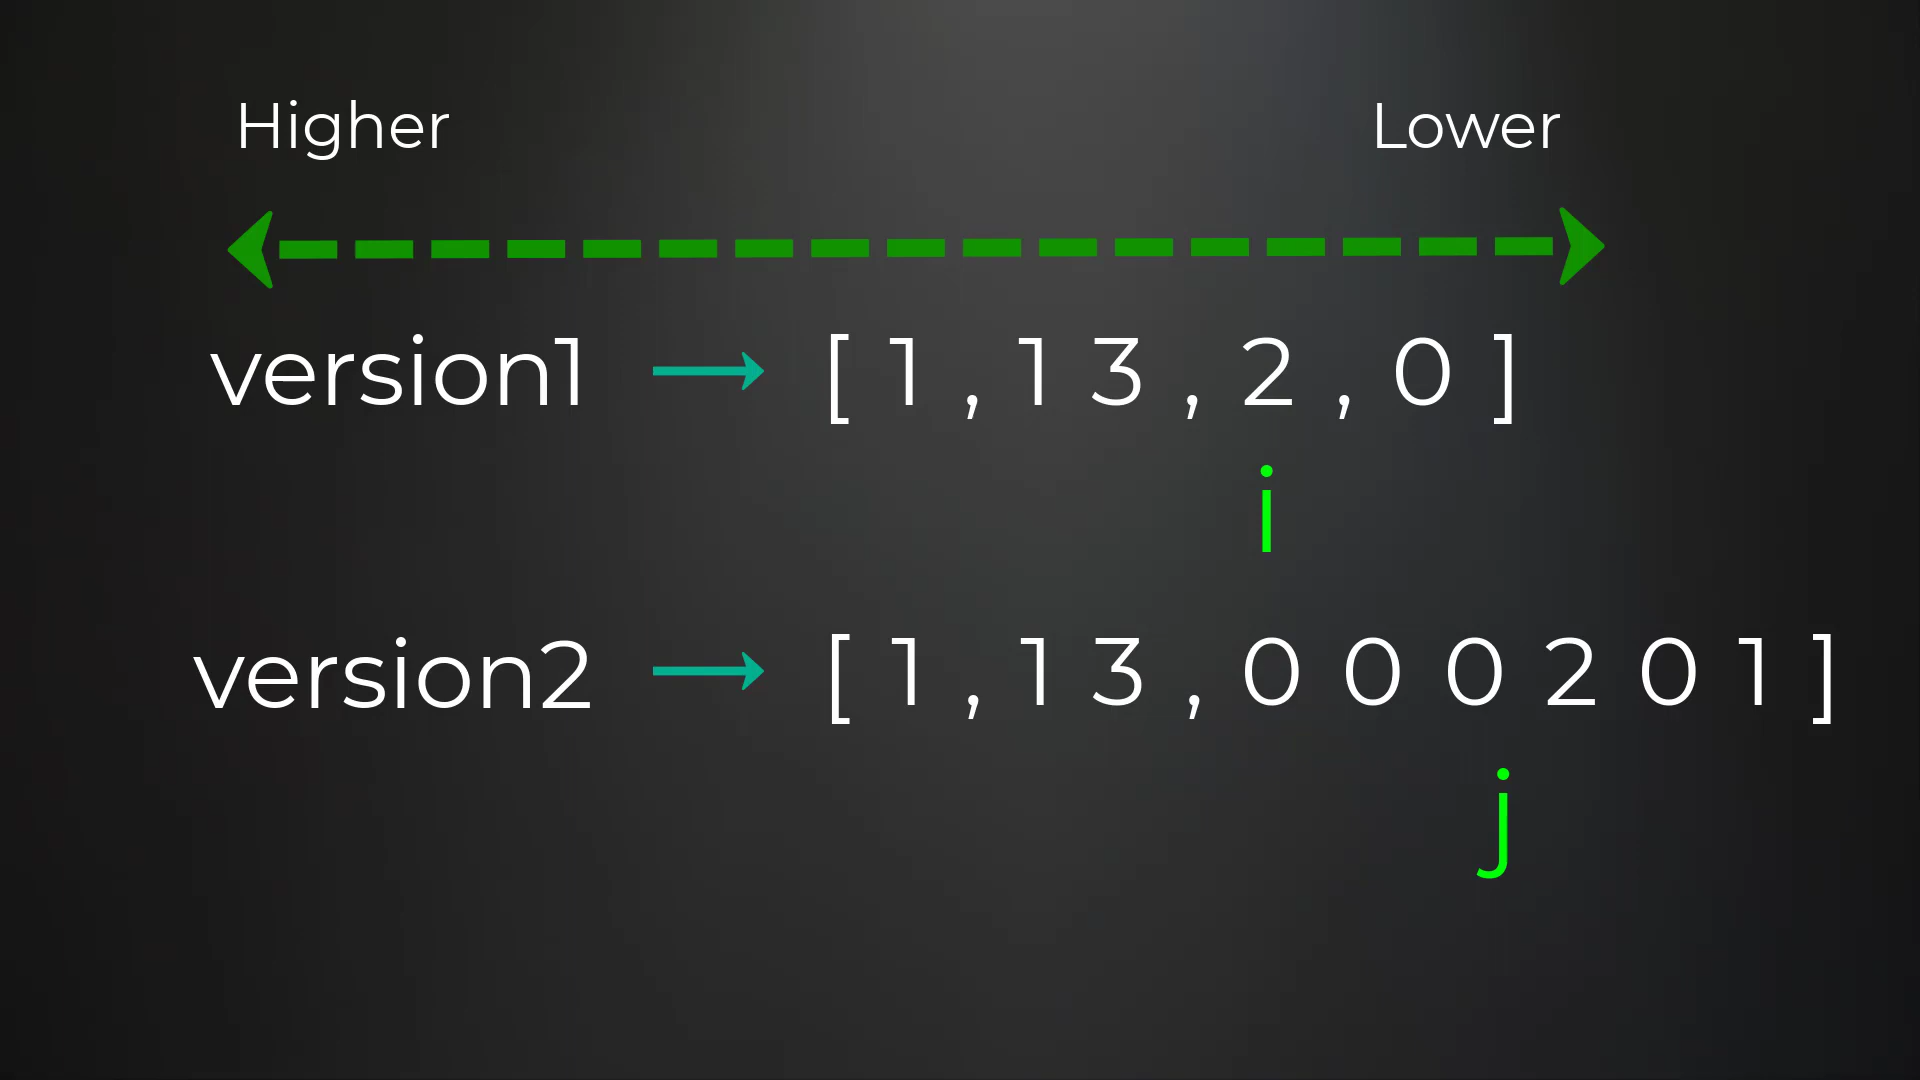 Higher Lower
version1 → [ 1 , 1 3 , 2 , 0 ]
i
version2 → [ 1 , 1 3 , 0 0 0 2 0 1 ]
j